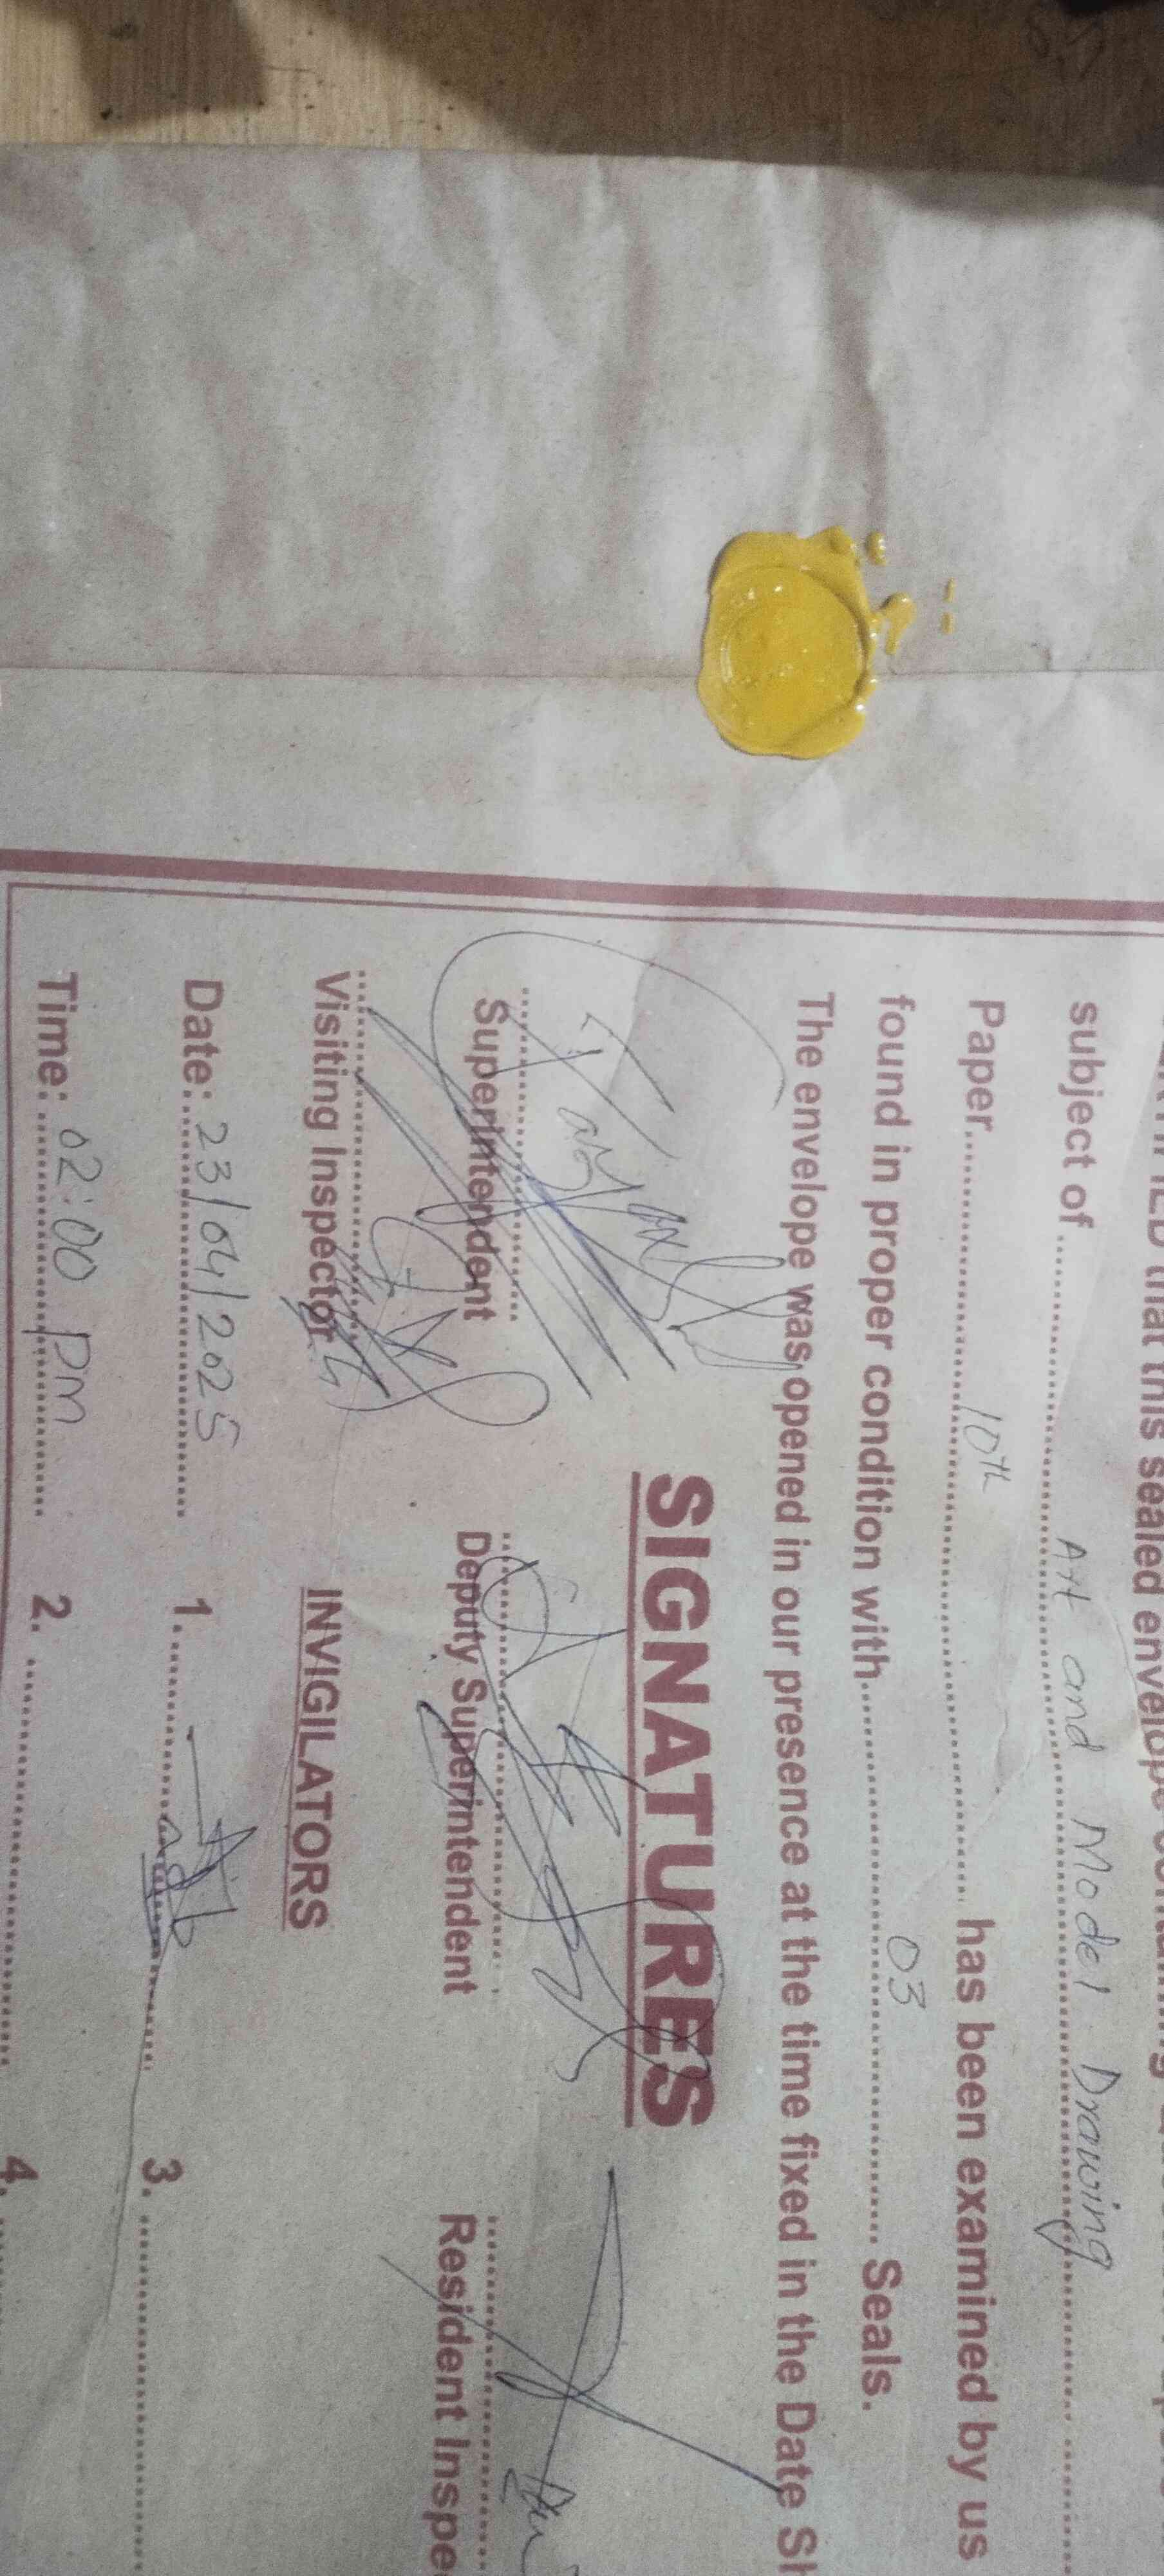 that this sealed envelope
subject of Art and Model Drawing
Paper 10th has been examined by us
found in proper condition with 03 Seals.
The envelope was opened in our presence at the time fixed in the Date
SIGNATURES
Superintendent Deputy Superintendent Resident
Visiting Inspector INVIGILATORS
Date: 23/04/2025 1. 3.
Time: 02:00 PM 2. 4.